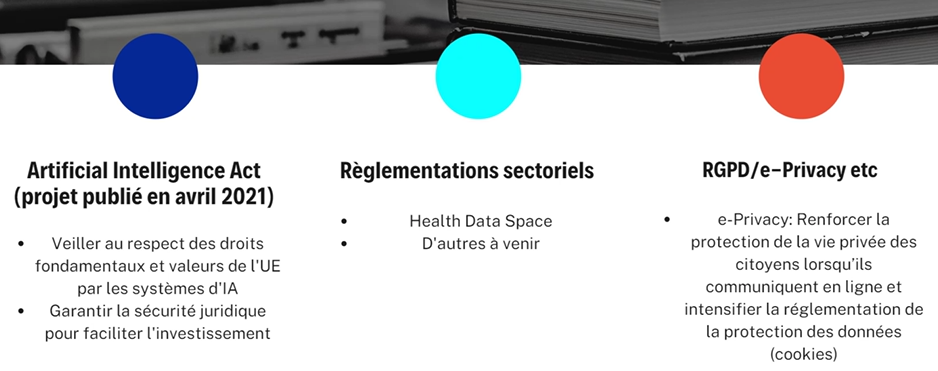 Artificial Intelligence Act
(projet publié en avril 2021)
• Veiller au respect des droits
fondamentaux et valeurs de l'UE
par les systèmes d'IA
• Garantir la sécurité juridique
pour faciliter l'investissement
Règlementations sectoriels
• Health Data Space
• D'autres à venir
RGPD/e-Privacy etc
• e-Privacy: Renforcer la
protection de la vie privée des
citoyens lorsqu’ils
communiquent en ligne et
intensifier la réglementation de
la protection des données
(cookies)